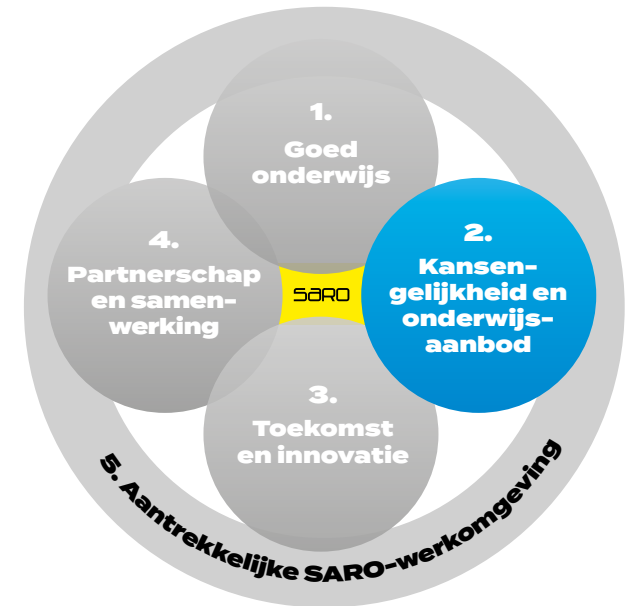 1.
Goed
onderwijs
2.
Kansen-
gelijkheid en
onderwijs-
aanbod
3.
Toekomst
en innovatie
4.
Partnerschap
en samen-
werking
SARO
5. Aantrekkelijke SARO-werkomgeving